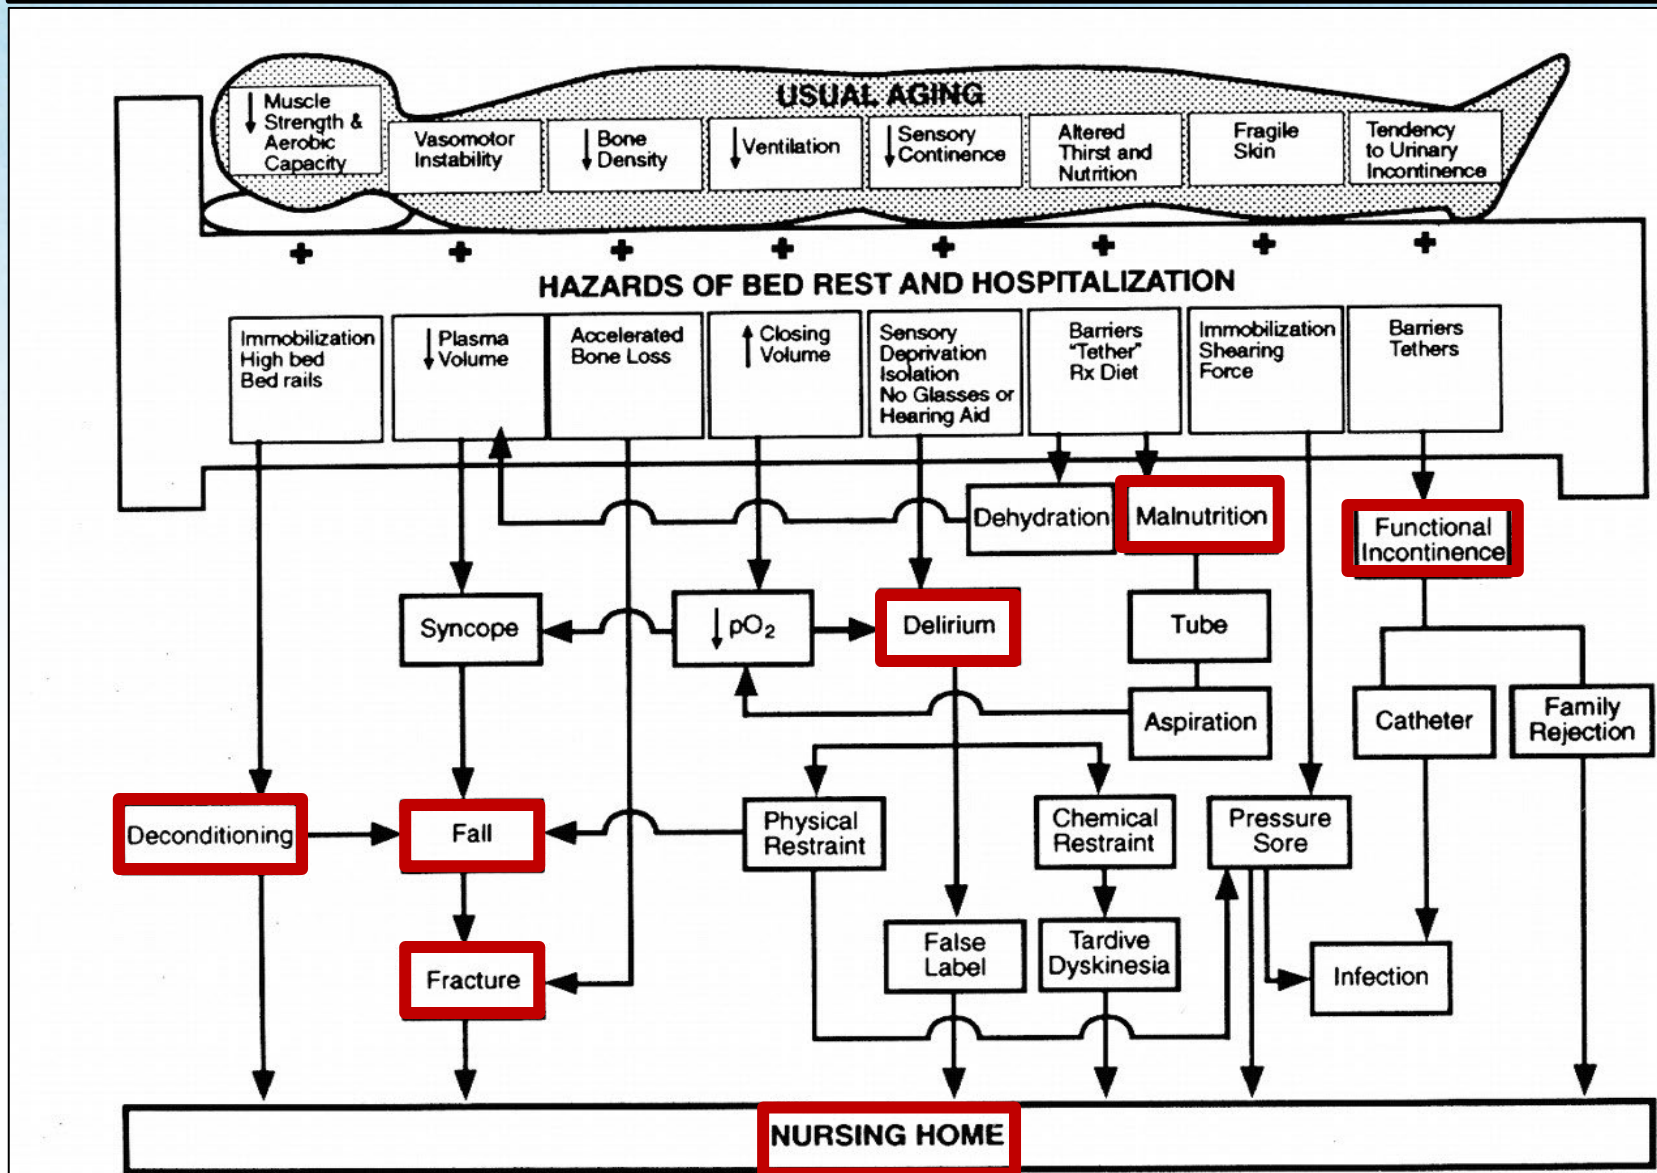 USUAL AGING
↓ Muscle
Strength &
Aerobic
Capacity
Vasomotor
Instability
↓ Bone
Density
↓ Ventilation
↓ Sensory
Continence
Altered
Thirst and
Nutrition
Fragile
Skin
Tendency
to Urinary
Incontinence
+ + + + + + + +
HAZARDS OF BED REST AND HOSPITALIZATION
Immobilization
High bed
Bed rails
↓ Plasma
Volume
Accelerated
Bone Loss
↑ Closing
Volume
Sensory
Deprivation
Isolation
No Glasses or
Hearing Aid
Barriers
"Tether"
Rx Diet
Immobilization
Shearing
Force
Barriers
Tethers
Dehydration
Malnutrition
Functional
Incontinence
Syncope
↓ pO₂
Delirium
Tube
Aspiration
Catheter
Family
Rejection
Deconditioning
Fall
Physical
Restraint
Chemical
Restraint
Pressure
Sore
Fracture
False
Label
Tardive
Dyskinesia
Infection
NURSING HOME